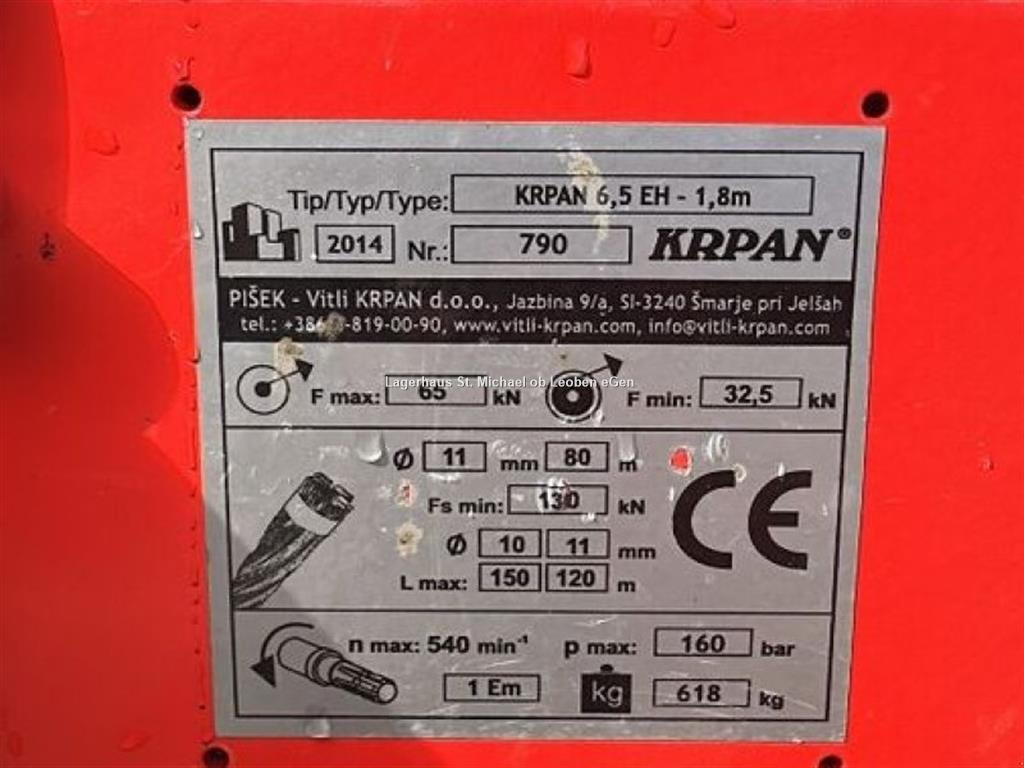 Tip/Typ/Type: KRPAN 6,5 EH - 1,8m
2014 Nr.: 790 KRPAN®
PIŠEK - Vitli KRPAN d.o.o., Jazbina 9/a, SI-3240 Šmarje pri Jelšah
tel.: 819-00-90, www.vitli-krpan.com, info@vitli-krpan.com
Lagerhaus St. Michael ob Leoben eGen
F max: 65 kN F min: 32,5 kN
Ø 11 mm 80 m
Fs min: 130 kN
CE
Ø 10 11 mm
L max: 150 120 m
n max: 540 min⁻¹ p max: 160 bar
1 Em kg 618 kg